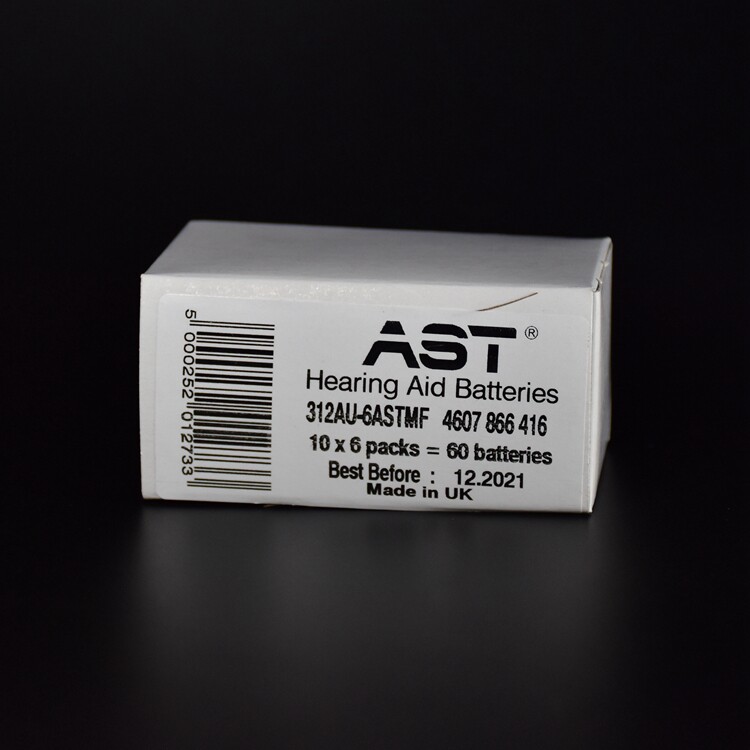 AST®
Hearing Aid Batteries
312AU-6ASTMF 4607 866 416
10 x 6 packs = 60 batteries
Best Before : 12.2021
Made in UK
5 000252 012733